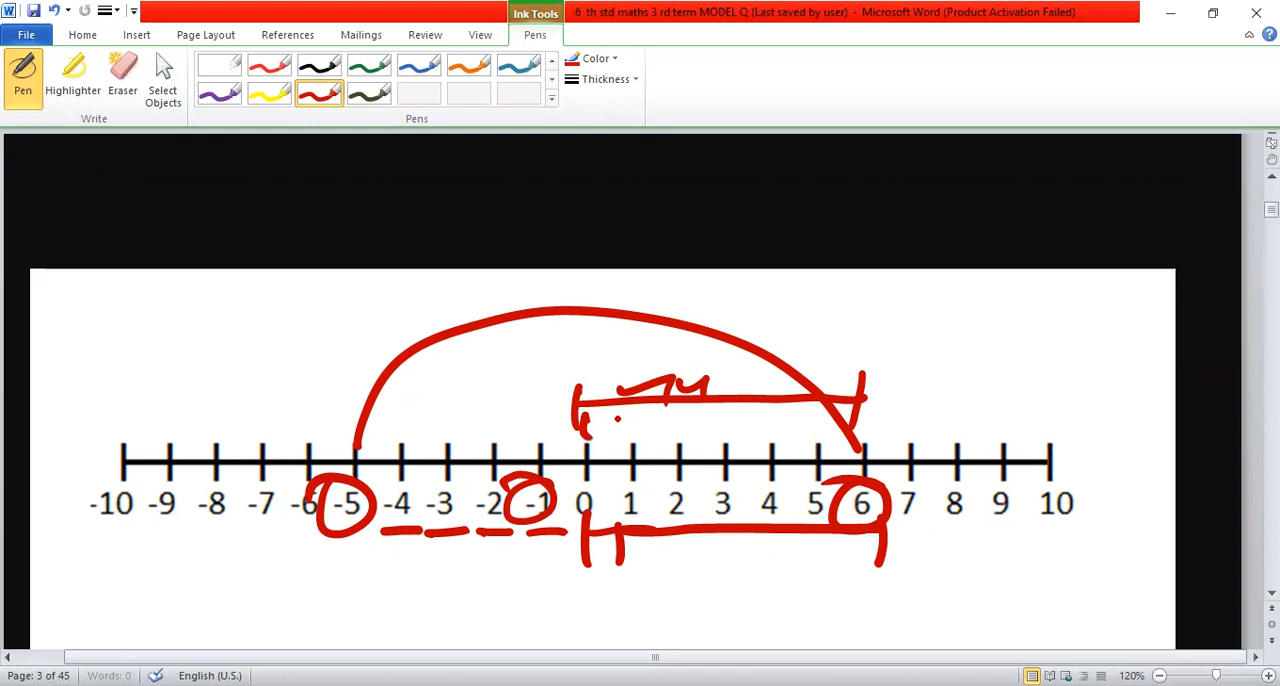 Ink Tools
6 th std maths 3 rd term MODEL Q (Last saved by user) - Microsoft Word (Product Activation Failed)
File Home Insert Page Layout References Mailings Review View Pens
Pen Highlighter Eraser Select Objects
Color
Thickness
Write Pens
-10 -9 -8 -7 -6 -5 -4 -3 -2 -1 0 1 2 3 4 5 6 7 8 9 10
Page: 3 of 45 Words: 0 English (U.S.) 120%